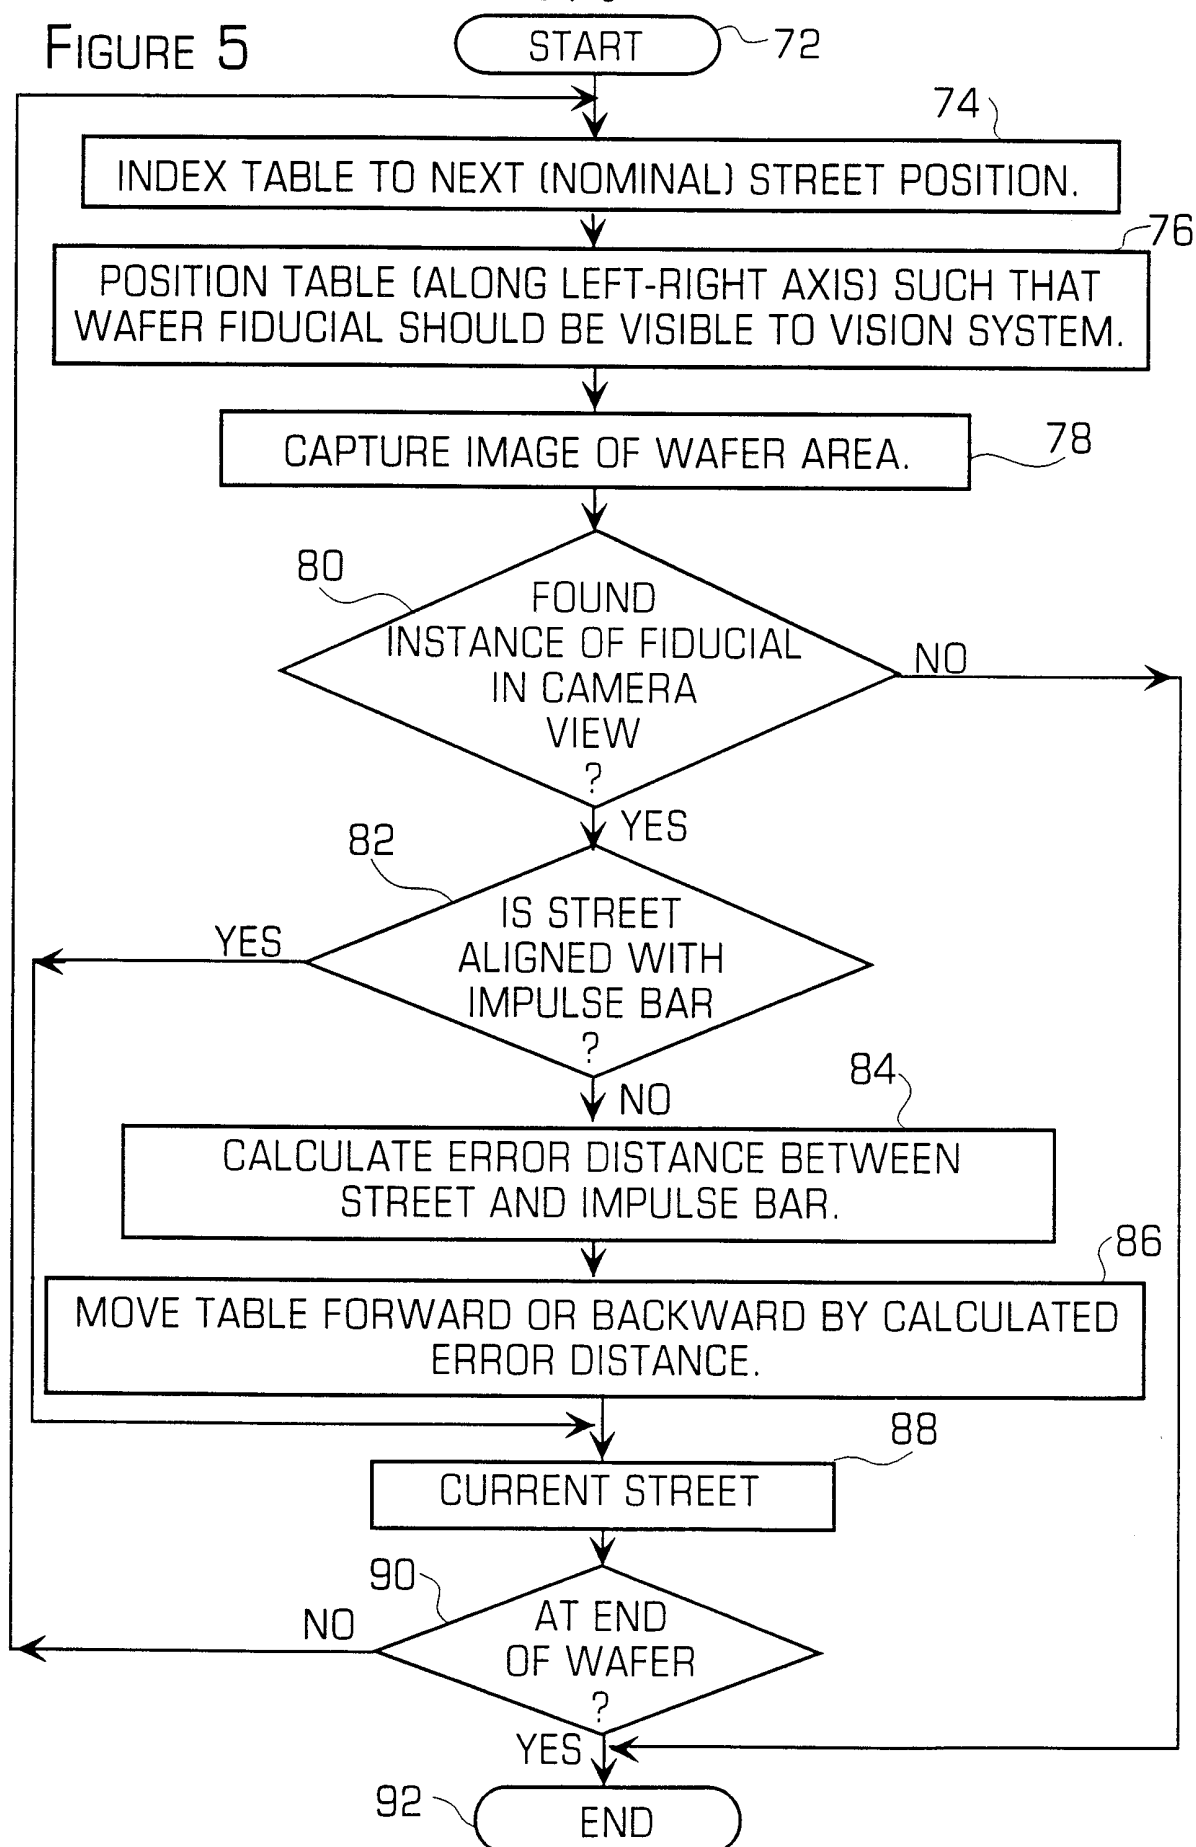 FIGURE 5
START
72
74
INDEX TABLE TO NEXT (NOMINAL) STREET POSITION.
76
POSITION TABLE (ALONG LEFT-RIGHT AXIS) SUCH THAT
WAFER FIDUCIAL SHOULD BE VISIBLE TO VISION SYSTEM.
78
CAPTURE IMAGE OF WAFER AREA.
80
FOUND
INSTANCE OF FIDUCIAL
IN CAMERA
VIEW
?
NO
YES
82
IS STREET
ALIGNED WITH
IMPULSE BAR
?
YES
NO
84
CALCULATE ERROR DISTANCE BETWEEN
STREET AND IMPULSE BAR.
86
MOVE TABLE FORWARD OR BACKWARD BY CALCULATED
ERROR DISTANCE.
88
CURRENT STREET
90
AT END
OF WAFER
?
NO
YES
92
END